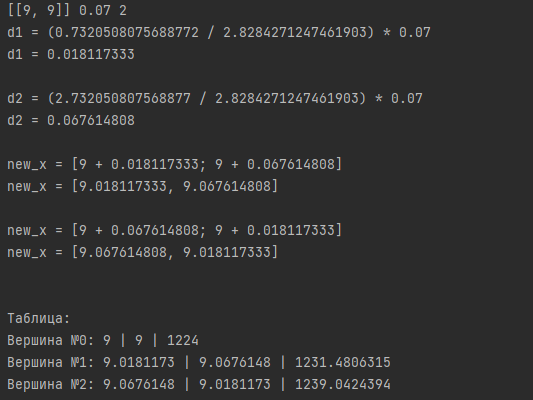 [[9, 9]] 0.07 2
d1 = (0.7320508075688772 / 2.8284271247461903) * 0.07
d1 = 0.018117333
d2 = (2.732050807568877 / 2.8284271247461903) * 0.07
d2 = 0.067614808
new_x = [9 + 0.018117333; 9 + 0.067614808]
new_x = [9.018117333, 9.067614808]
new_x = [9 + 0.067614808; 9 + 0.018117333]
new_x = [9.067614808, 9.018117333]
Таблица:
Вершина №0: 9 | 9 | 1224
Вершина №1: 9.0181173 | 9.0676148 | 1231.4806315
Вершина №2: 9.0676148 | 9.0181173 | 1239.0424394